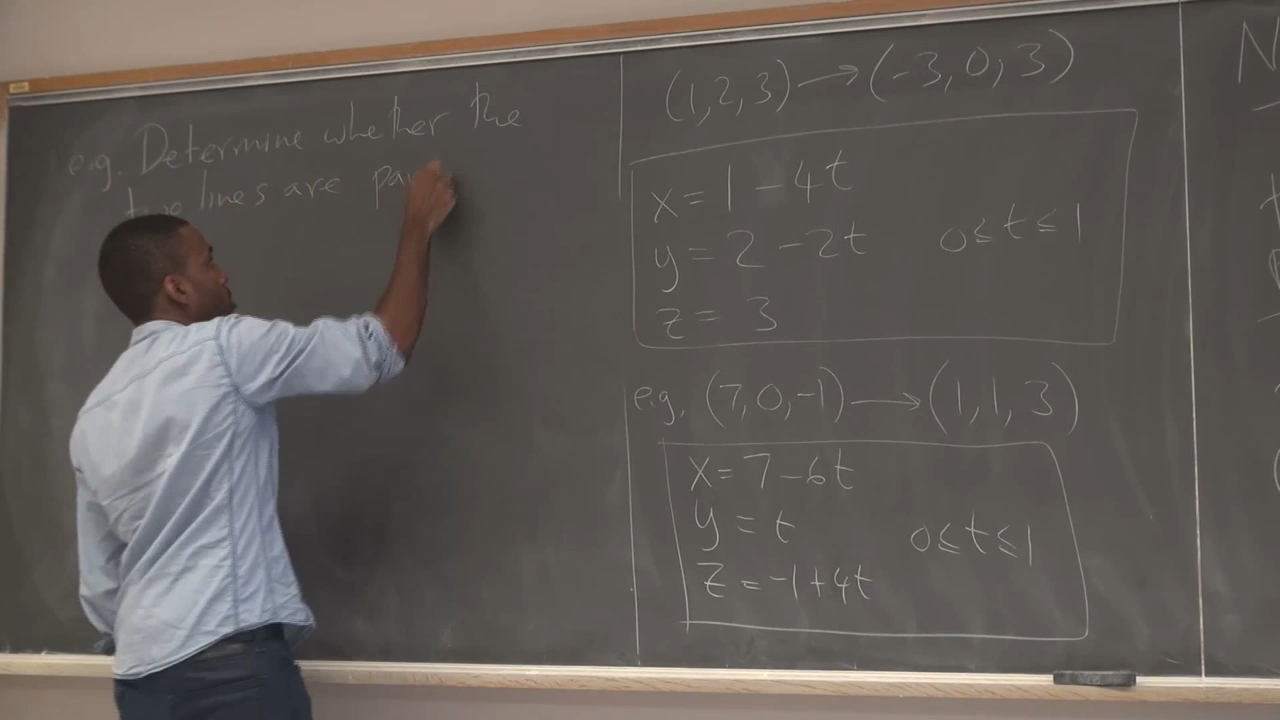 e.g. Determine whether the
two lines are
(1,2,3) → (-3,0,3)
x = 1 - 4t
y = 2 - 2t
0 ≤ t ≤ 1
z = 3
e.g. (7,0,-1) → (1,1,3)
x = 7 - 6t
y = t
0 ≤ t ≤ 1
z = -1 + 4t
N